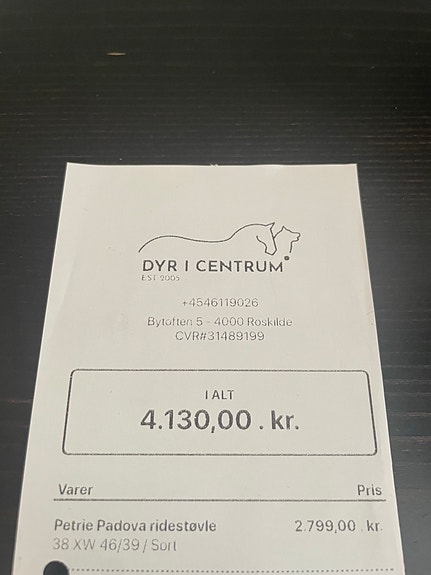 DYR I CENTRUM
EST 2005
+4546119026
Bytoften 5 - 4000 Roskilde
CVR#31489199
I ALT
4.130,00 . kr.
Varer Pris
Petrie Padova ridestøvle 2.799,00 . kr.
38 XW 46/39 / Sort